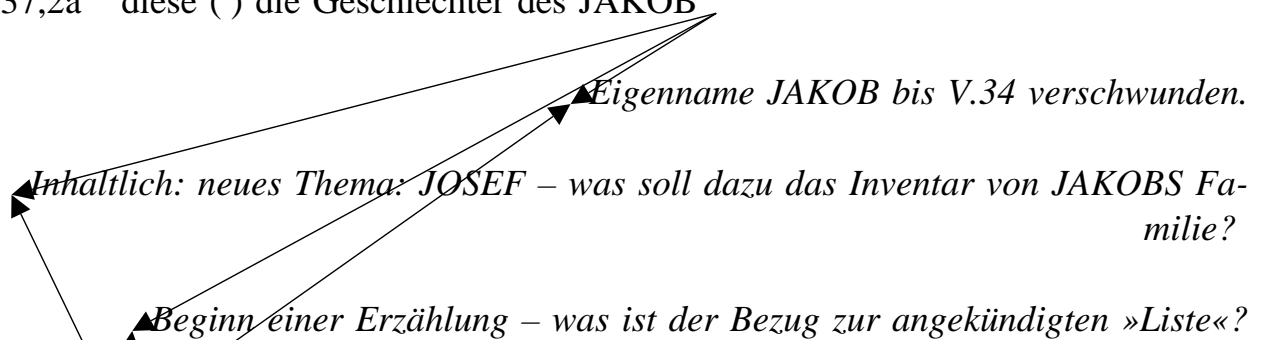 37,2a diese ( ) die Geschlechter des JAKOB
Eigenname JAKOB bis V.34 verschwunden.
Inhaltlich: neues Thema: JOSEF – was soll dazu das Inventar von JAKOBS Fa-
milie?
Beginn einer Erzählung – was ist der Bezug zur angekündigten »Liste«?